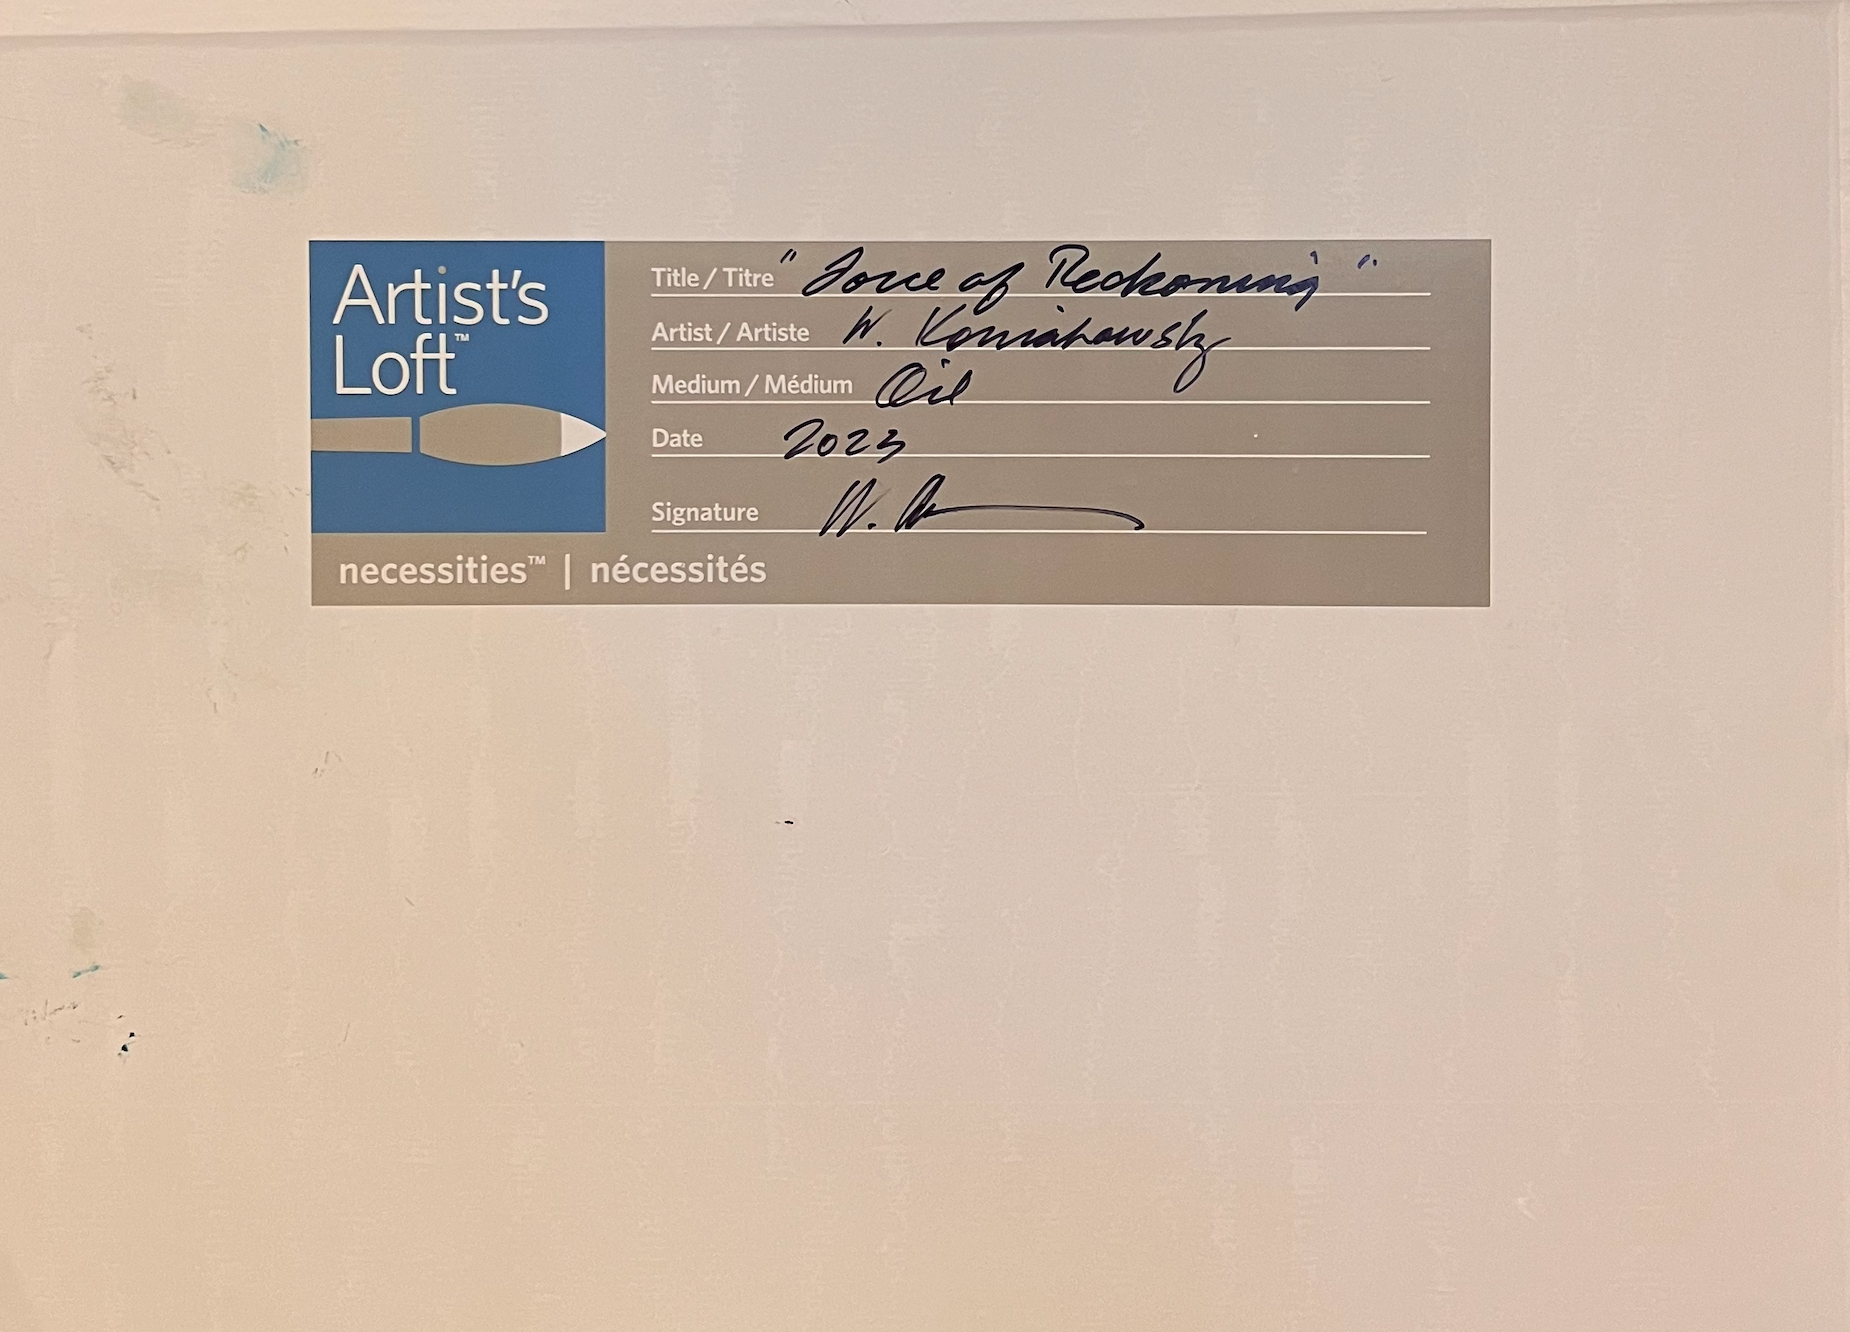 Artist's
Loft™
Title / Titre "Force of Reckoning"
Artist / Artiste W.
Medium / Médium Oil
Date 2023
Signature W.
necessities™ | nécessités